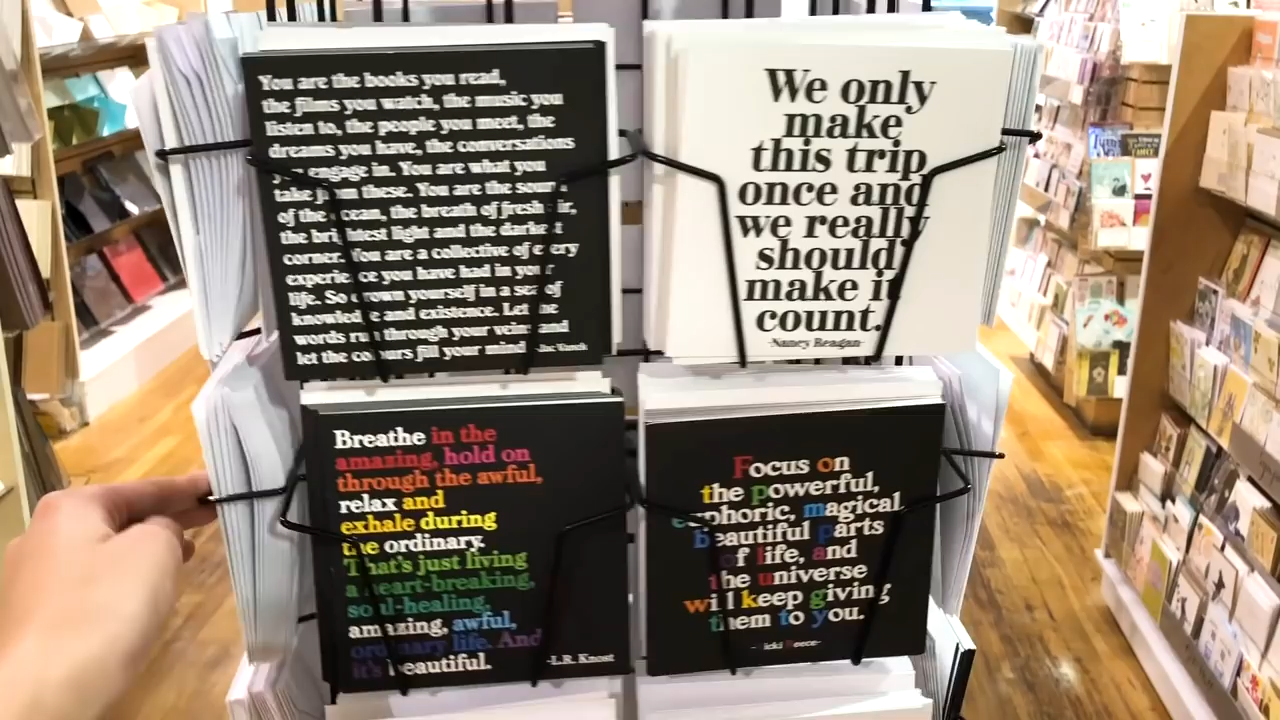 You are the books you read,
the films you watch, the music you
listen to, the people you meet, the
dreams you have, the conversations
you engage in. You are what you
take from these. You are the sound
of the ocean, the breath of fresh air,
the brightest light and the darkest
corner. You are a collective of every
experience you have had in your
life. So drown yourself in a sea of
knowledge and existence. Let the
words run through your veins and
let the colours fill your mind
We only
make
this trip
once and
we really
should
make it
count.
-Nancy Reagan-
Breathe in the
amazing, hold on
through the awful,
relax and
exhale during
the ordinary.
That's just living
a heart-breaking,
soul-healing,
amazing, awful,
ordinary life. And
it's beautiful.
-L.R. Knost
Focus on
the powerful,
euphoric, magical
beautiful parts
of life, and
the universe
will keep giving
them to you.